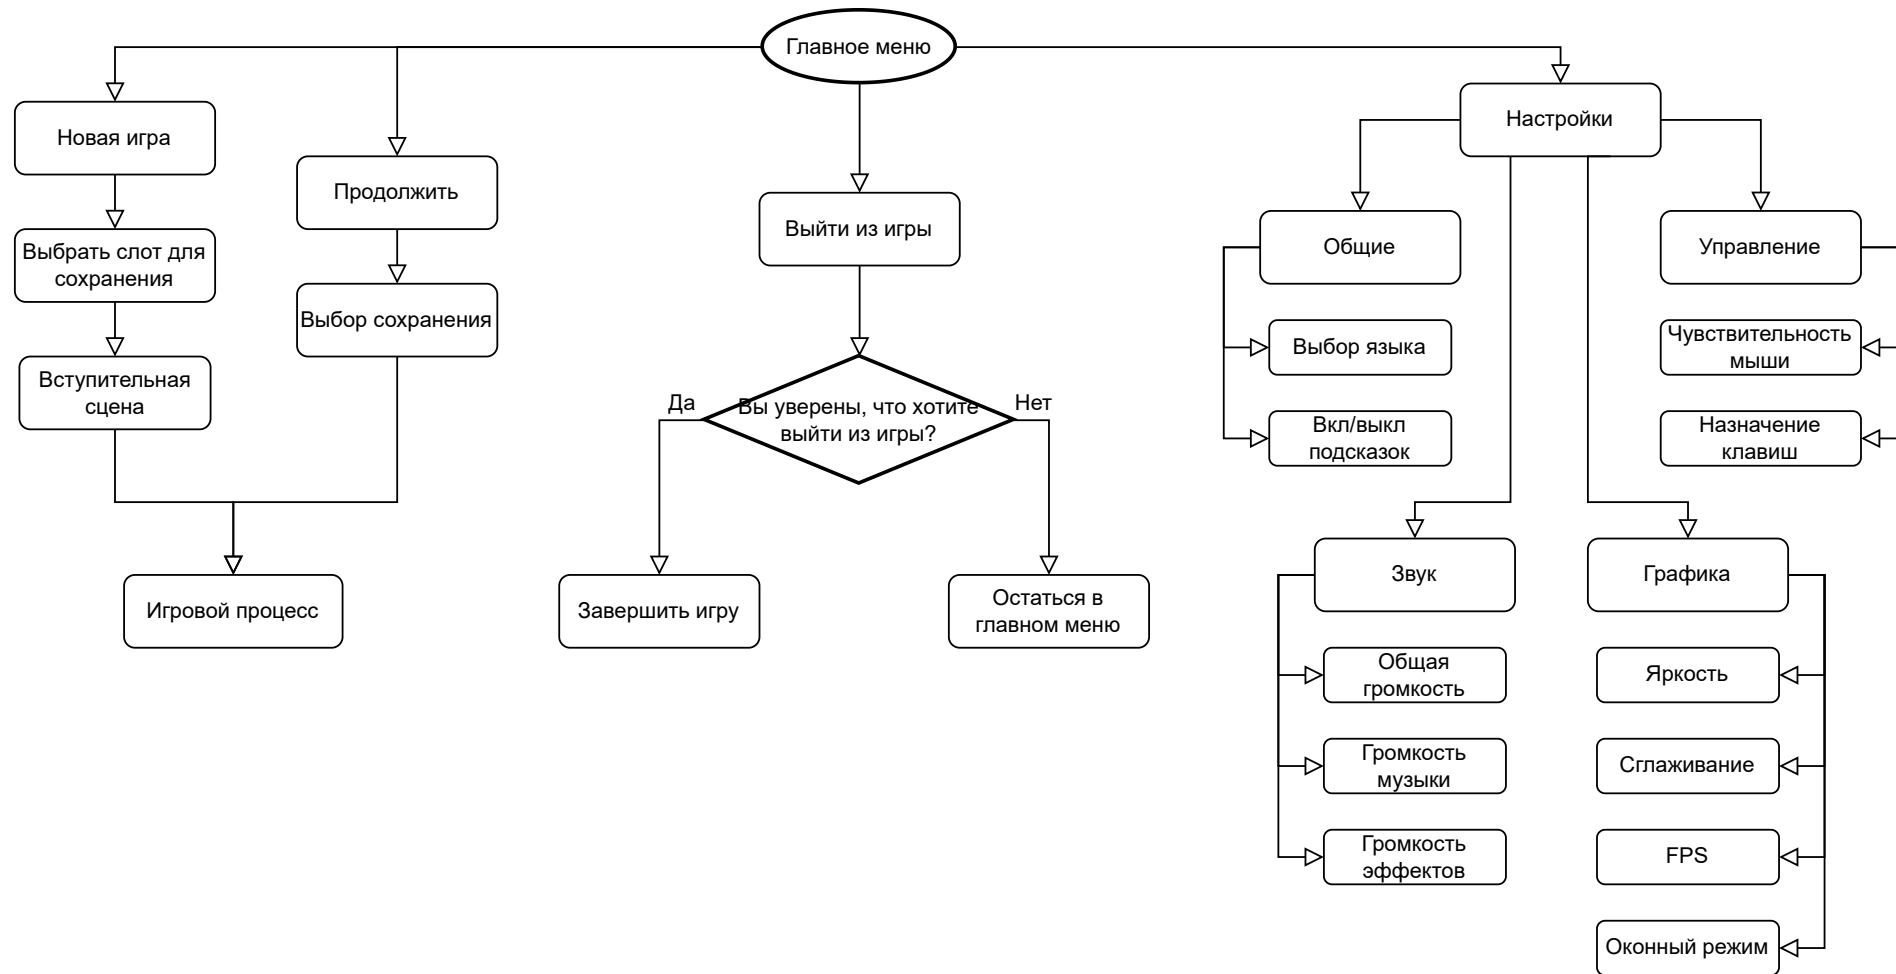 Главное меню
Новая игра
Выбрать слот для
сохранения
Вступительная
сцена
Продолжить
Выбор сохранения
Игровой процесс
Выйти из игры
Вы уверены, что хотите
выйти из игры?
Да
Нет
Завершить игру
Остаться в
главном меню
Настройки
Общие
Выбор языка
Вкл/выкл
подсказок
Управление
Чувствительность
мыши
Назначение
клавиш
Звук
Общая
громкость
Громкость
музыки
Громкость
эффектов
Графика
Яркость
Сглаживание
FPS
Оконный режим